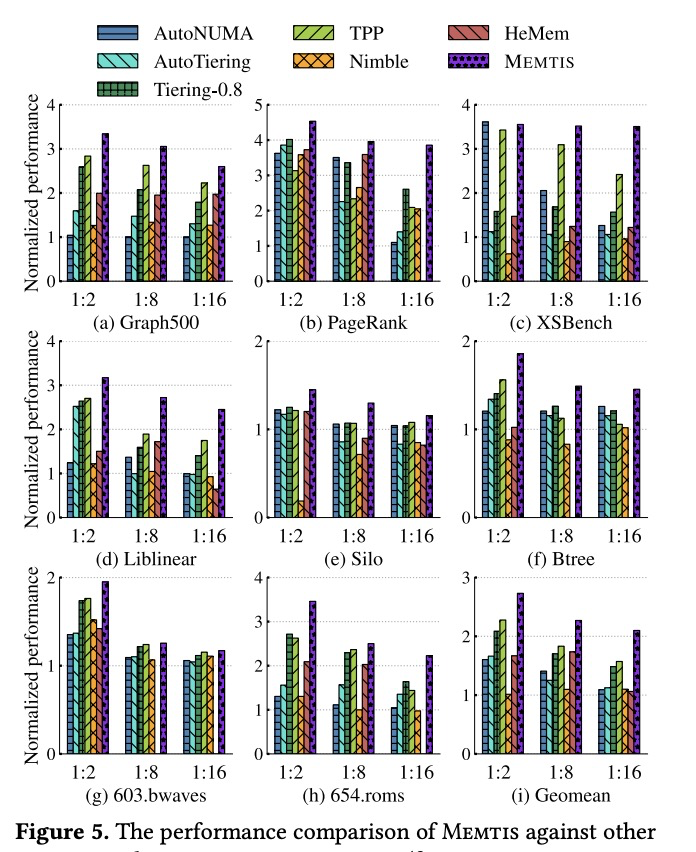 AutoNUMA TPP HeMem
AutoTiering Nimble MEMTIS
Tiering-0.8
Normalized performance
4
3
2
1
0
1:2 1:8 1:16
(a) Graph500
5
4
3
2
1
0
1:2 1:8 1:16
(b) PageRank
4
3
2
1
0
1:2 1:8 1:16
(c) XSBench
Normalized performance
4
3
2
1
0
1:2 1:8 1:16
(d) Liblinear
2
1
0
1:2 1:8 1:16
(e) Silo
2
1
0
1:2 1:8 1:16
(f) Btree
Normalized performance
2
1
0
1:2 1:8 1:16
(g) 603.bwaves
4
3
2
1
0
1:2 1:8 1:16
(h) 654.roms
3
2
1
0
1:2 1:8 1:16
(i) Geomean
Figure 5. The performance comparison of MEMTIS against other